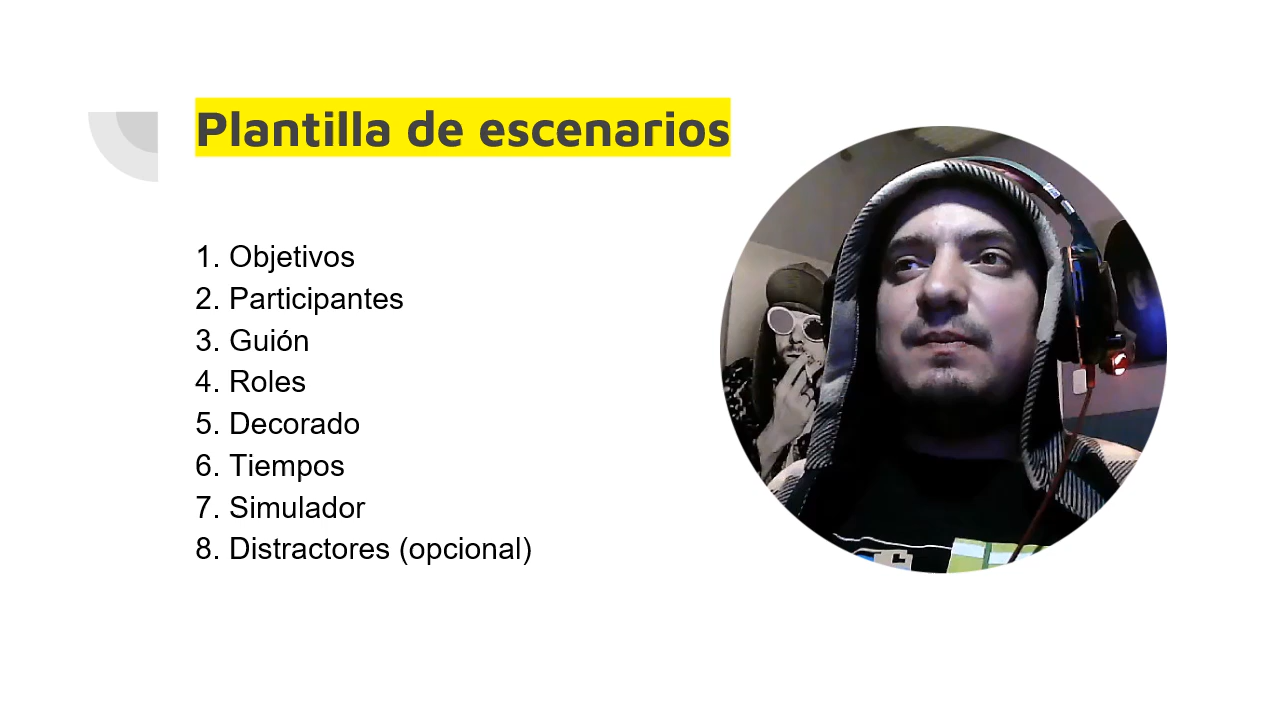 Plantilla de escenarios
1. Objetivos
2. Participantes
3. Guión
4. Roles
5. Decorado
6. Tiempos
7. Simulador
8. Distractores (opcional)